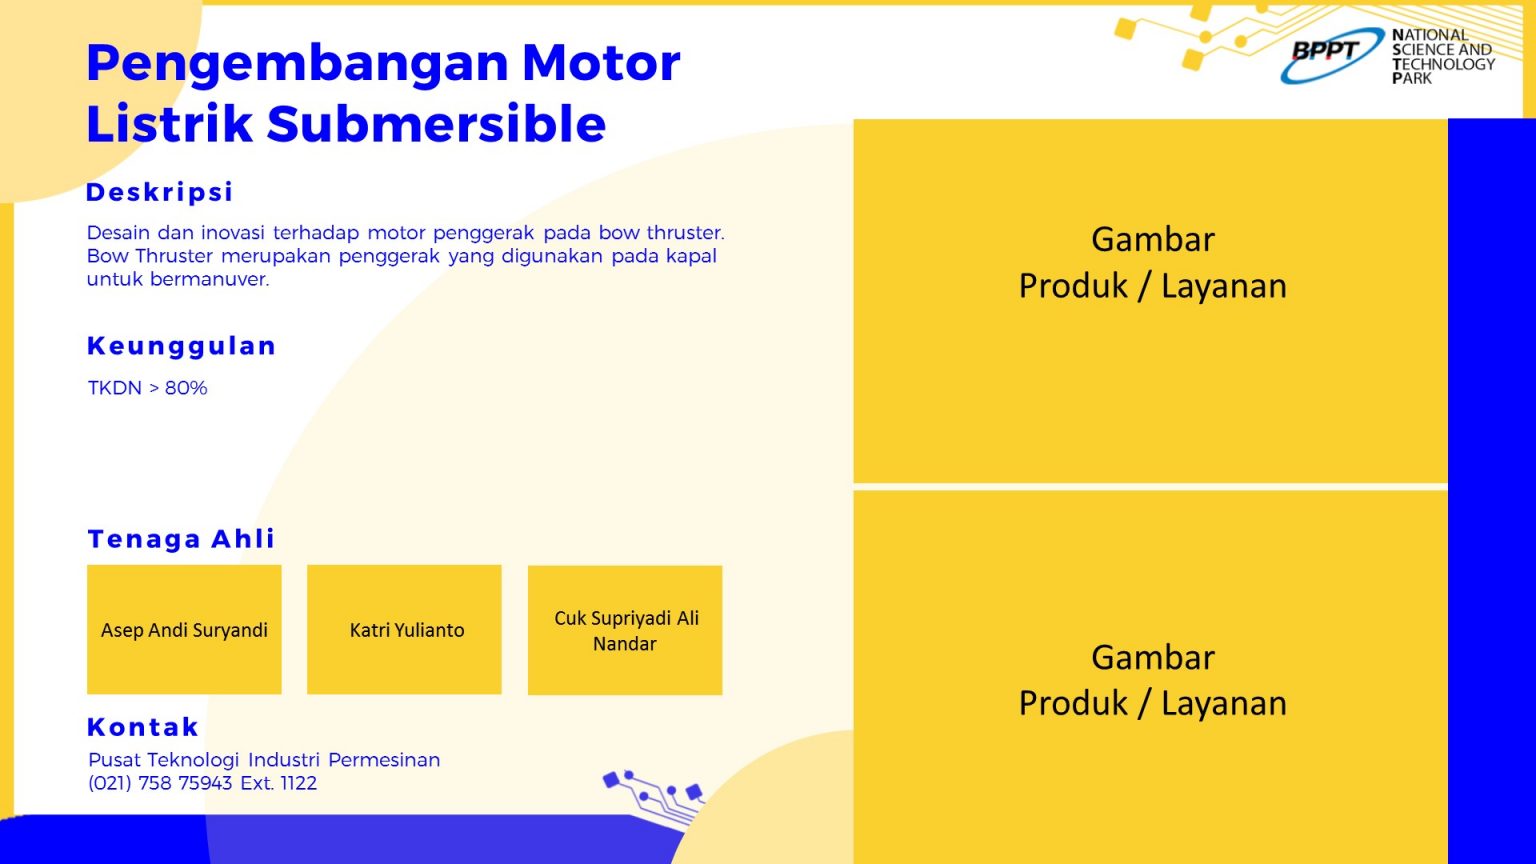 Pengembangan Motor
Listrik Submersible
BPPT
NATIONAL
SCIENCE AND
TECHNOLOGY
PARK
Deskripsi
Desain dan inovasi terhadap motor penggerak pada bow thruster.
Bow Thruster merupakan penggerak yang digunakan pada kapal
untuk bermanuver.
Keunggulan
TKDN > 80%
Tenaga Ahli
Asep Andi Suryandi
Katri Yulianto
Cuk Supriyadi Ali
Nandar
Kontak
Pusat Teknologi Industri Permesinan
(021) 758 75943 Ext. 1122
Gambar
Produk / Layanan
Gambar
Produk / Layanan